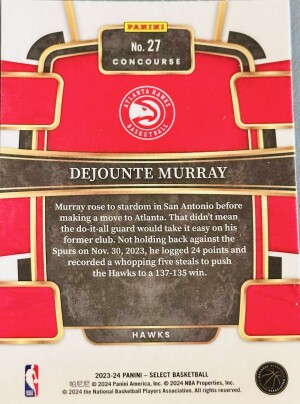 PANINI
No. 27
CONCOURSE
ATLANTA HAWKS
BASKETBALL
DEJOUNTE MURRAY
Murray rose to stardom in San Antonio before
making a move to Atlanta. That didn't mean
the do-it-all guard would take it easy on his
former club. Not holding back against the
Spurs on Nov. 30, 2023, he logged 24 points and
recorded a whopping five steals to push
the Hawks to a 137-135 win.
HAWKS
2023-24 PANINI – SELECT BASKETBALL
帕尼尼 © 2024 Panini America, Inc. © 2024 NBA Properties, Inc.
© 2024 the National Basketball Players Association. All rights reserved.